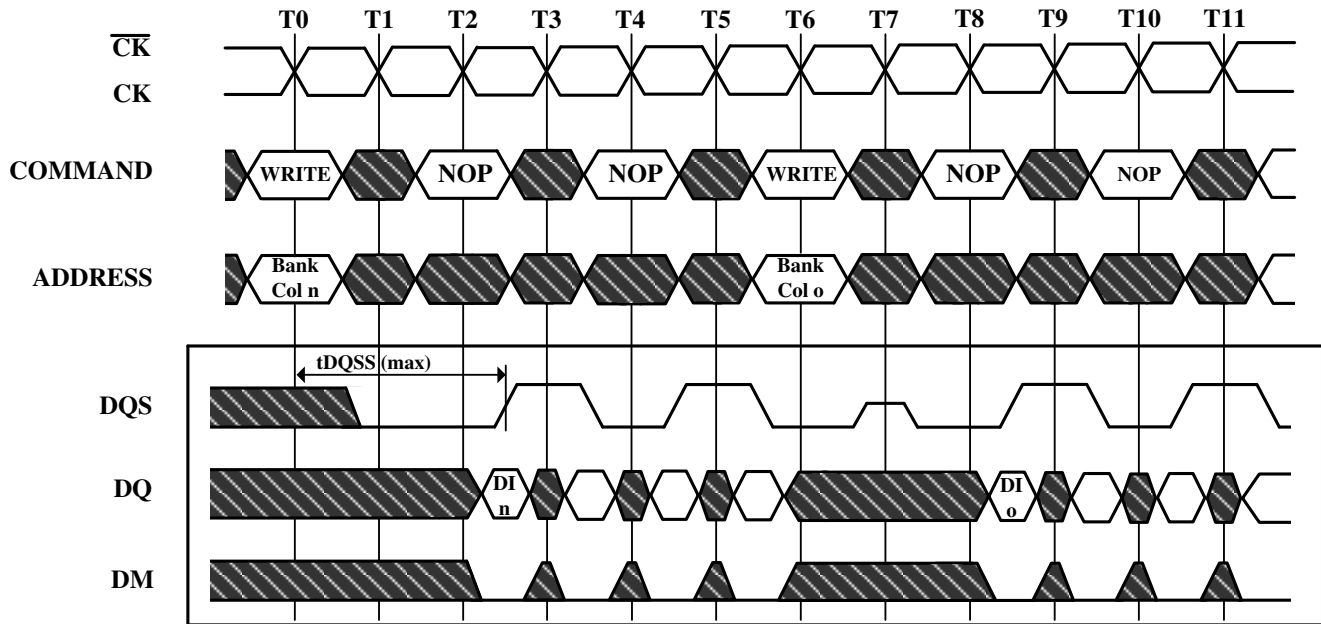 T0 T1 T2 T3 T4 T5 T6 T7 T8 T9 T10 T11
CK
CK
COMMAND WRITE NOP NOP WRITE NOP NOP
ADDRESS
Bank
Col n
Bank
Col o
tDQSS (max)
DQS
DQ
DI
n
DI
o
DM